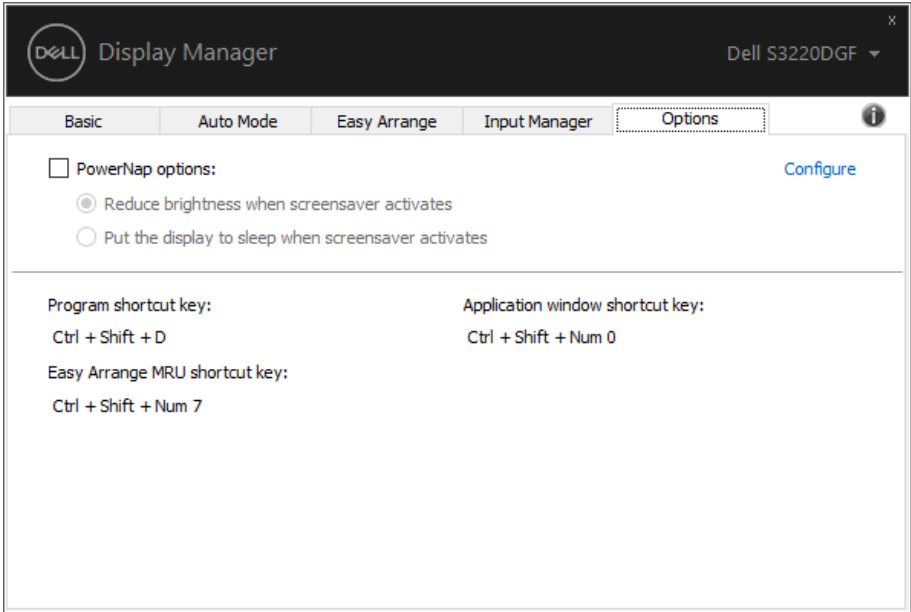 x
DELL Display Manager
Dell S3220DGF
Basic Auto Mode Easy Arrange Input Manager Options
PowerNap options: Configure
Reduce brightness when screensaver activates
Put the display to sleep when screensaver activates
Program shortcut key: Application window shortcut key:
Ctrl + Shift + D Ctrl + Shift + Num 0
Easy Arrange MRU shortcut key:
Ctrl + Shift + Num 7